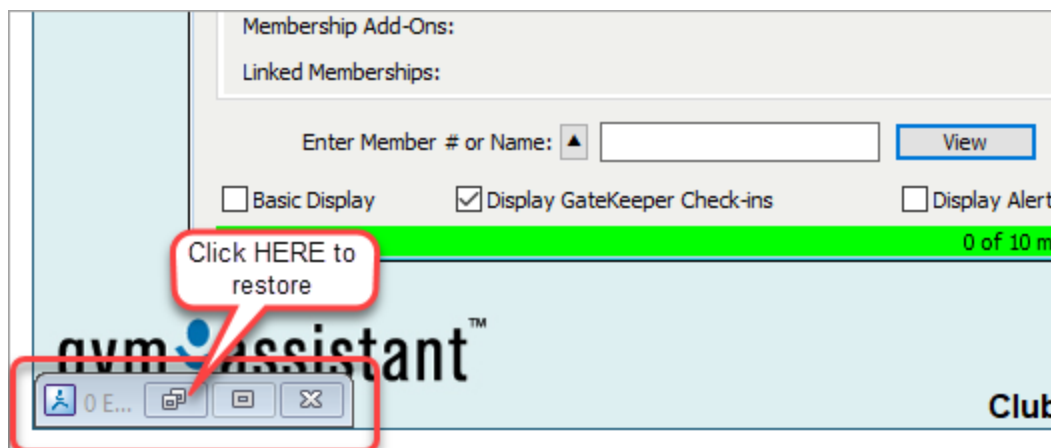 Membership Add-Ons:
Linked Memberships:
Enter Member # or Name: ▲ View
Basic Display Display GateKeeper Check-ins Display Alert
0 of 10 m
Click HERE to
restore
gym assistant™
0 E...
Club